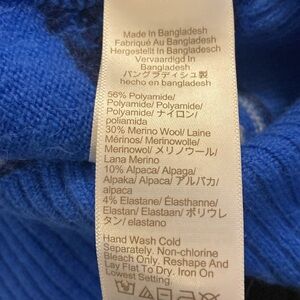 Made In Bangladesh
Fabriqué Au Bangladesh
Hergestellt In Bangladesch
Vervaardigd In
Bangladesh
バングラディシュ製
hecho en bangladesh
56% Polyamide/
Polyamide/ Polyamide/
Polyamide/ ナイロン/
poliamida
30% Merino Wool/ Laine
Mérinos/ Merinowolle/
Merinowol/ メリノウール/
Lana Merino
10% Alpaca/ Alpaga/
Alpaka/ Alpaca/ アルパカ/
alpaca
4% Elastane/ Élasthanne/
Elastan/ Elastaan/ ポリウレ
タン/ elastano
Hand Wash Cold
Separately. Non-chlorine
Bleach Only. Reshape And
Lay Flat To Dry. Iron On
Lowest Setting.